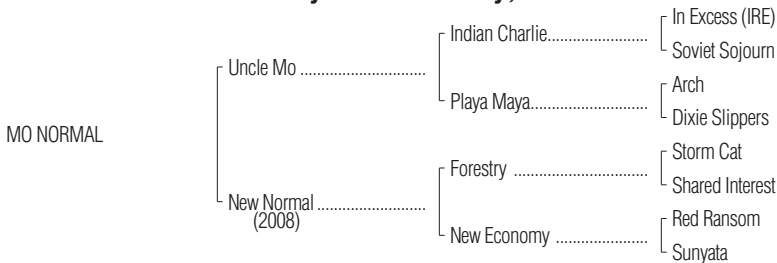 In Excess (IRE)
Indian Charlie
Soviet Sojourn
Uncle Mo
Arch
Playa Maya
Dixie Slippers
MO NORMAL
Storm Cat
Forestry
Shared Interest
New Normal
(2008)
Red Ransom
New Economy
Sunyata